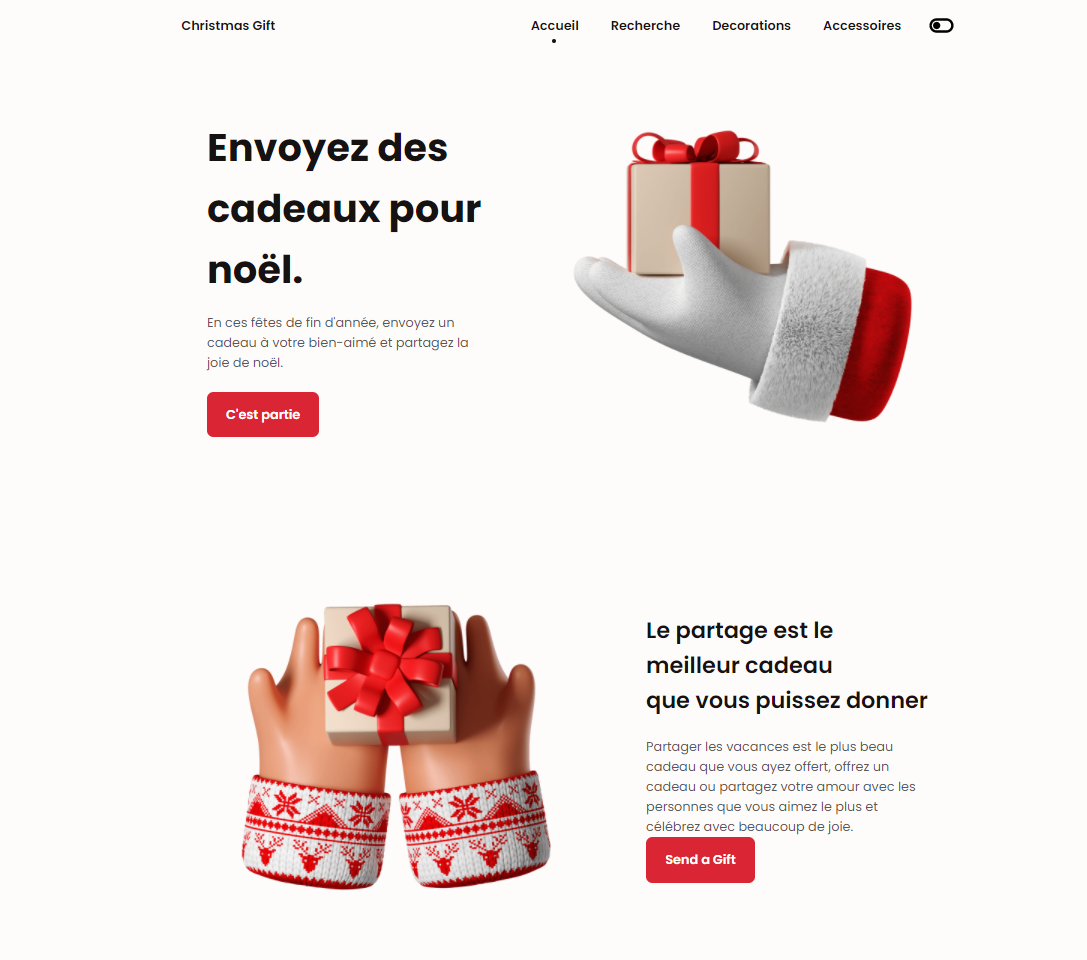 Christmas Gift
Accueil
Recherche
Decorations
Accessoires
Envoyez des
cadeaux pour
noël.
En ces fêtes de fin d'année, envoyez un
cadeau à votre bien-aimé et partagez la
joie de noël.
C'est partie
Le partage est le
meilleur cadeau
que vous puissez donner
Partager les vacances est le plus beau
cadeau que vous ayez offert, offrez un
cadeau ou partagez votre amour avec les
personnes que vous aimez le plus et
célébrez avec beaucoup de joie.
Send a Gift